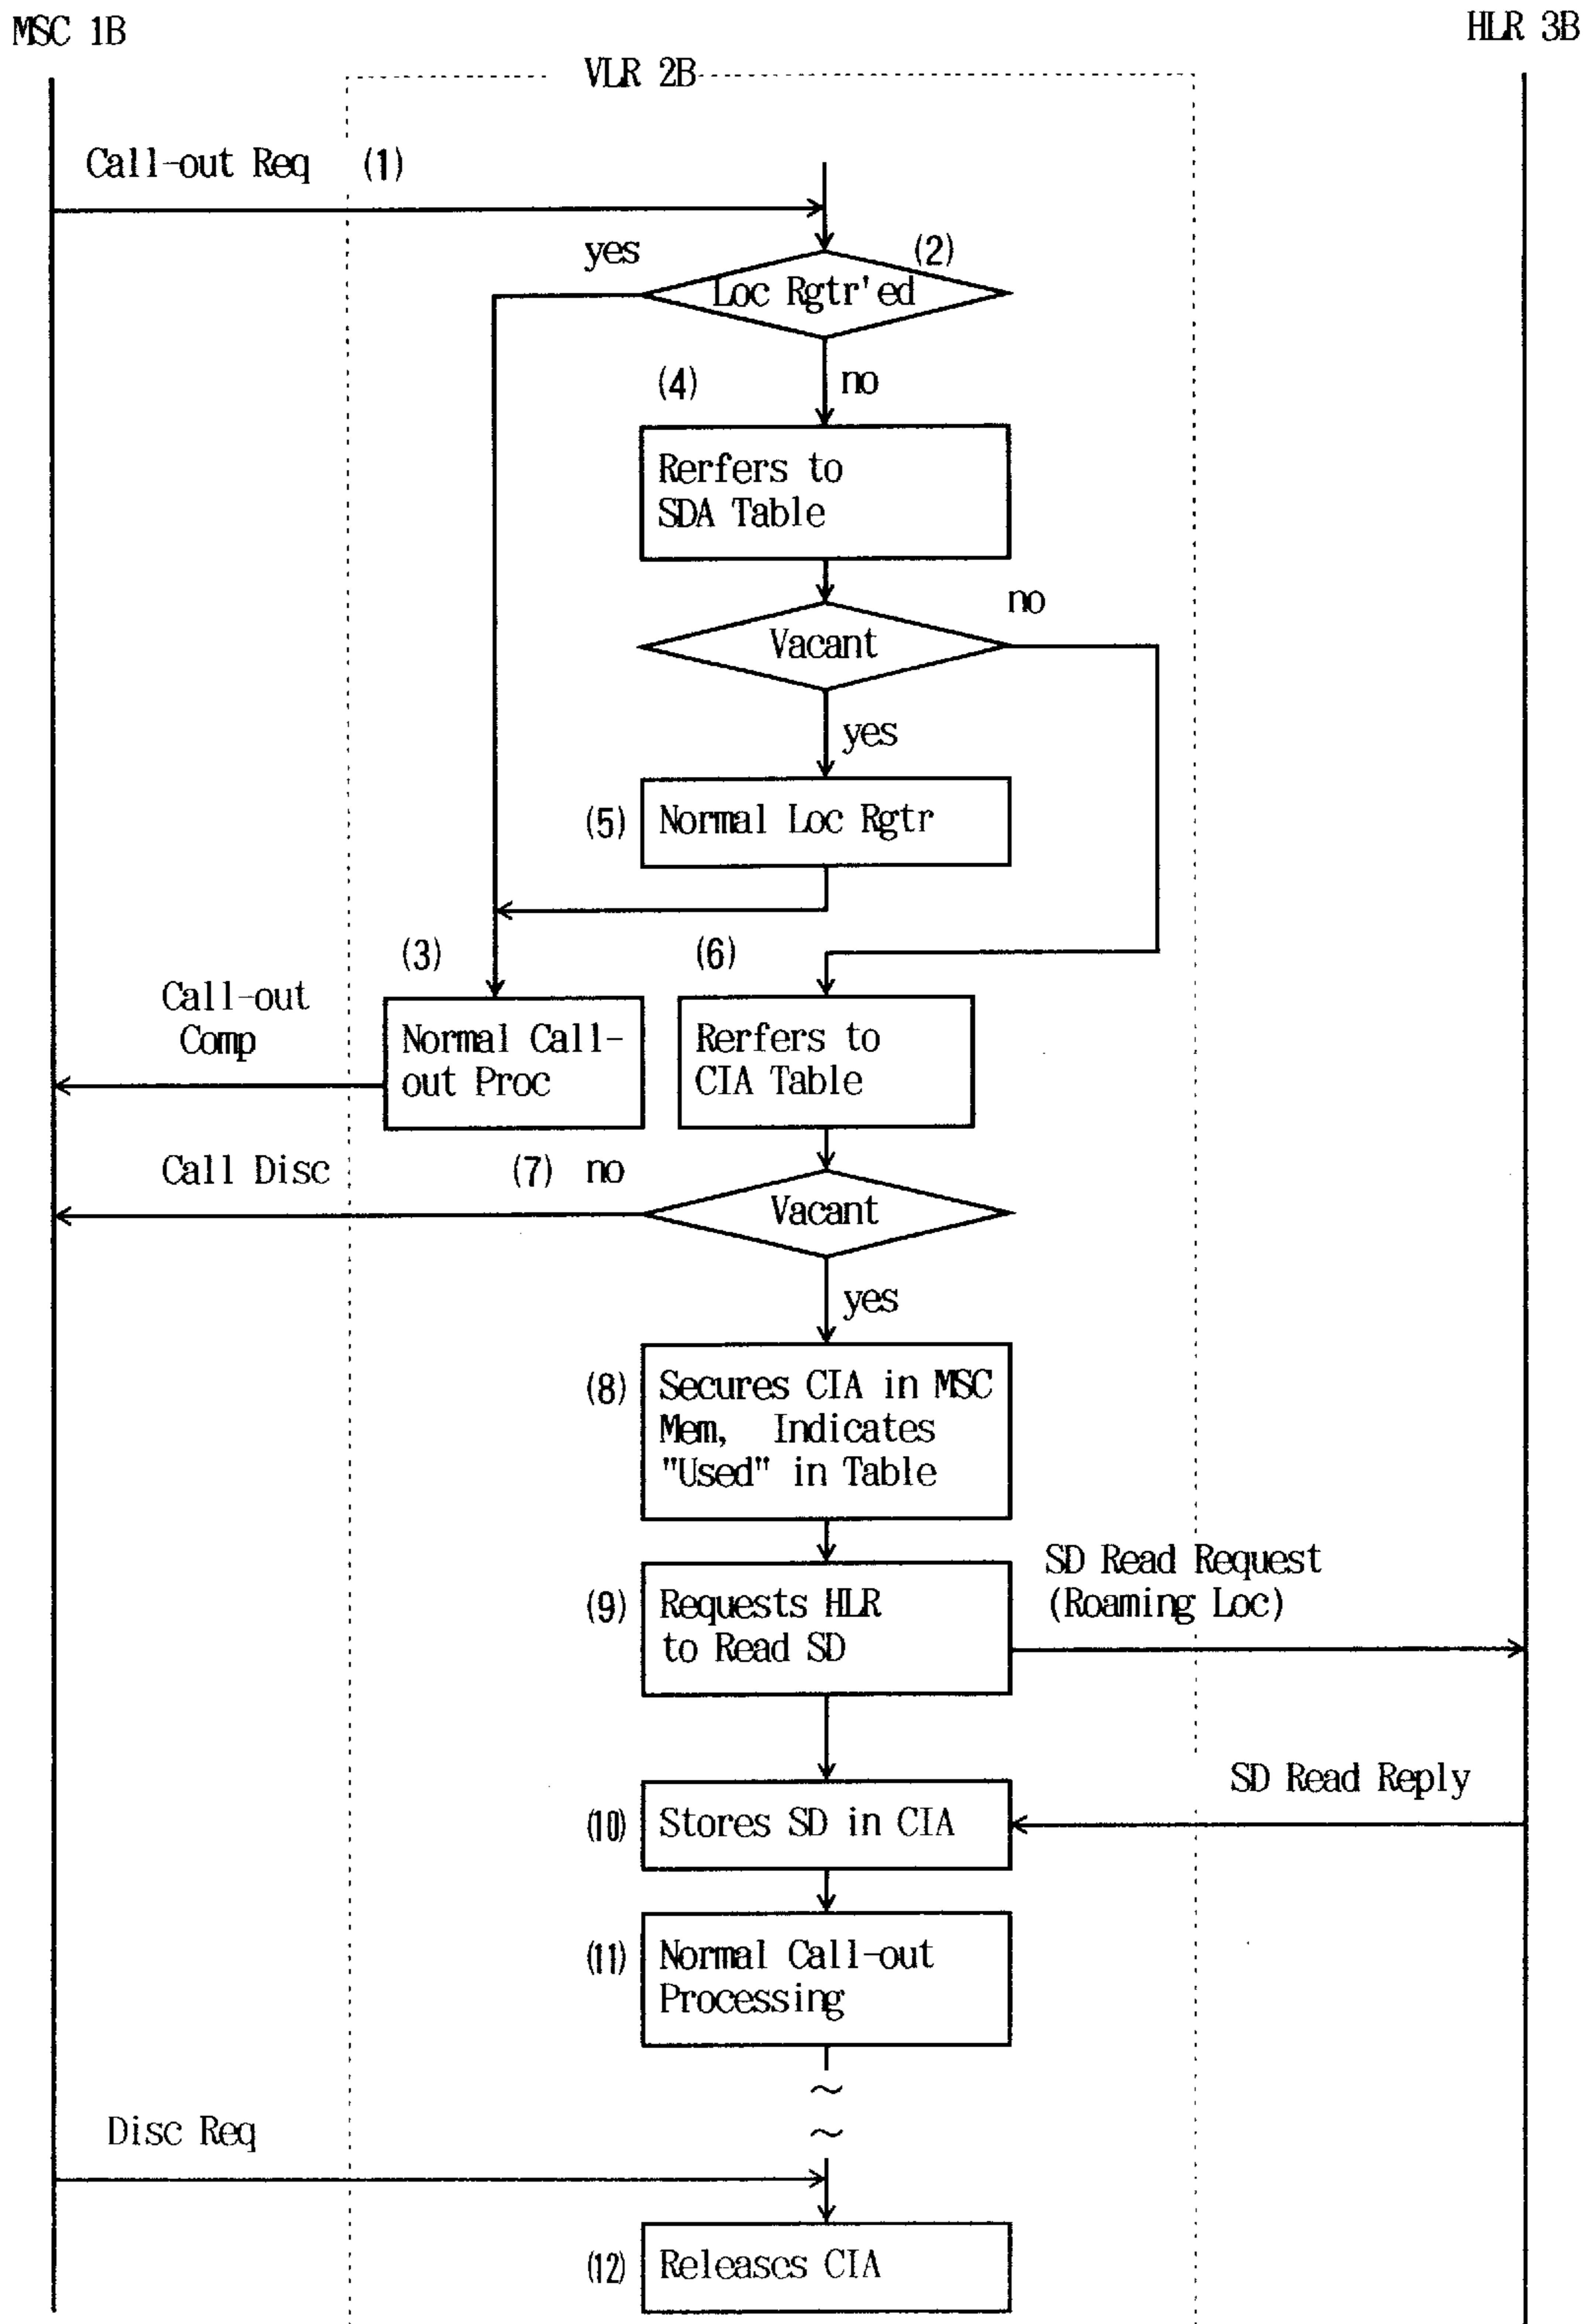 MSC 1B
HLR 3B
VLR 2B
Call-out Req (1)
yes
(2)
Loc Rgtr'ed
(4)
no
Rerfers to
SDA Table
no
Vacant
yes
(5)
Normal Loc Rgtr
(3)
(6)
Call-out
Comp
Normal Call-
out Proc
Rerfers to
CIA Table
Call Disc
(7) no
Vacant
yes
(8)
Secures CIA in MSC
Mem, Indicates
"Used" in Table
(9)
Requests HLR
to Read SD
SD Read Request
(Roaming Loc)
SD Read Reply
(10)
Stores SD in CIA
(11)
Normal Call-out
Processing
~
~
Disc Req
(12)
Releases CIA